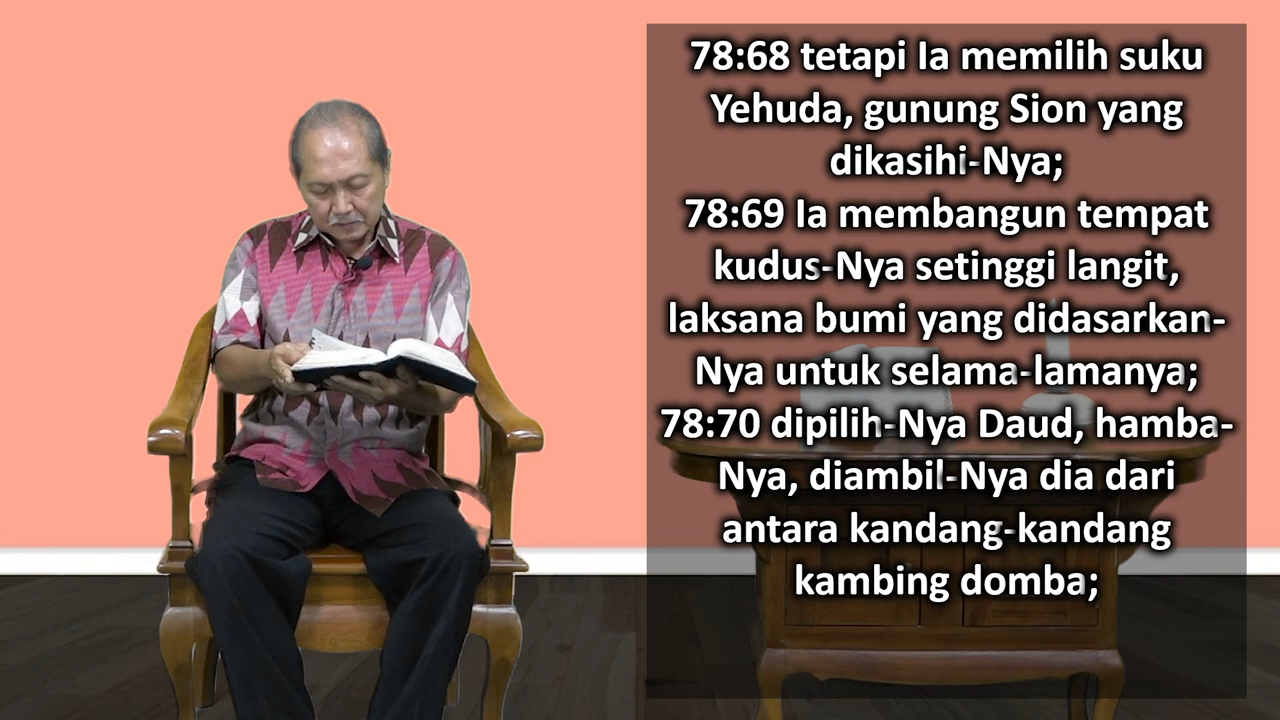 78:68 tetapi Ia memilih suku
Yehuda, gunung Sion yang
dikasihi-Nya;
78:69 Ia membangun tempat
kudus-Nya setinggi langit,
laksana bumi yang didasarkan-
Nya untuk selama-lamanya;
78:70 dipilih-Nya Daud, hamba-
Nya, diambil-Nya dia dari
antara kandang-kandang
kambing domba;